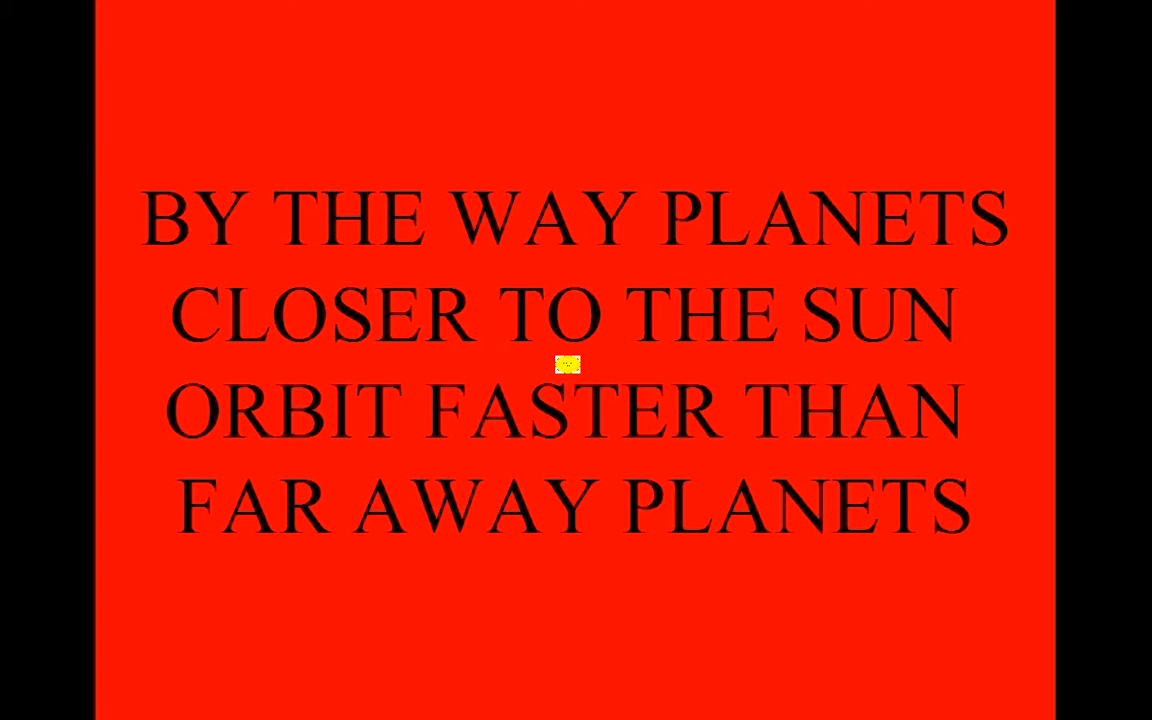 BY THE WAY PLANETS
CLOSER TO THE SUN
ORBIT FASTER THAN
FAR AWAY PLANETS